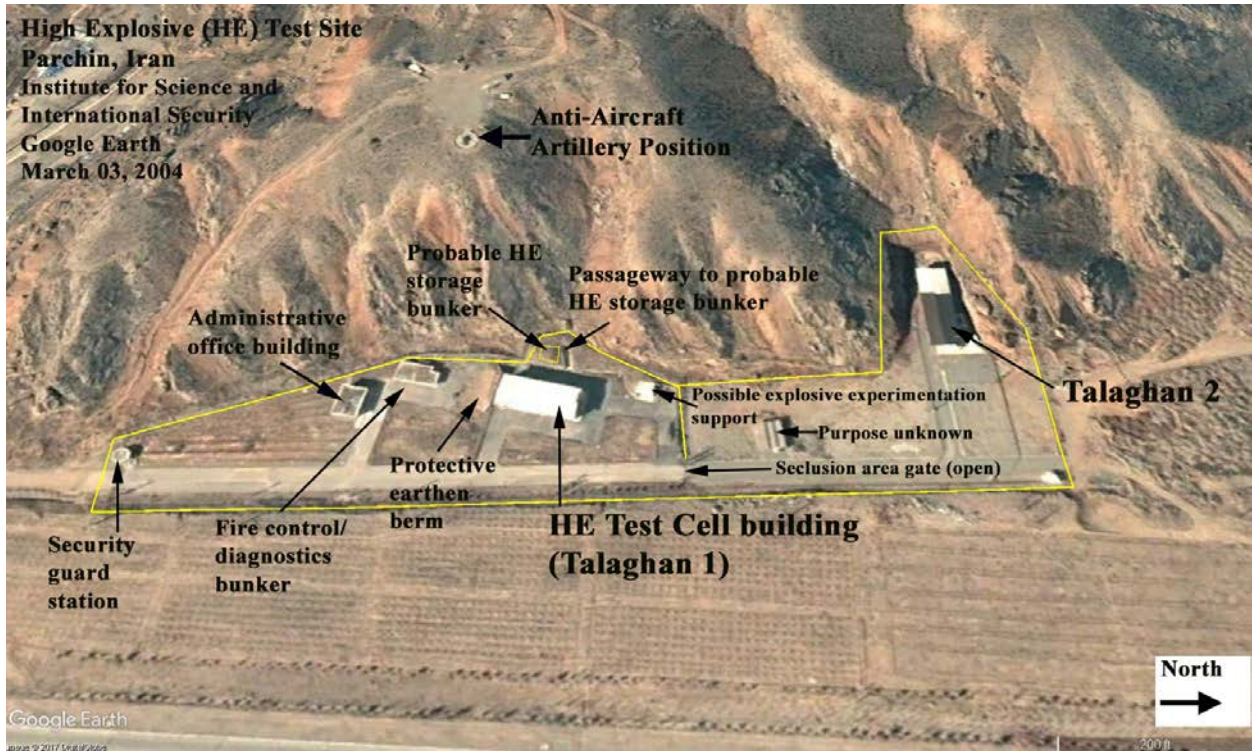 High Explosive (HE) Test Site
Parchin, Iran
Institute for Science and
International Security
Google Earth
March 03, 2004
Anti-Aircraft
Artillery Position
Probable HE
storage
bunker
Passageway to probable
HE storage bunker
Administrative
office building
Possible explosive experimentation
support
Talaghan 2
Purpose unknown
Protective
earthen
berm
Seclusion area gate (open)
Fire control/
diagnostics
bunker
HE Test Cell building
(Talaghan 1)
Security
guard
station
North
Google Earth
Image © 2017 DigitalGlobe
200 ft